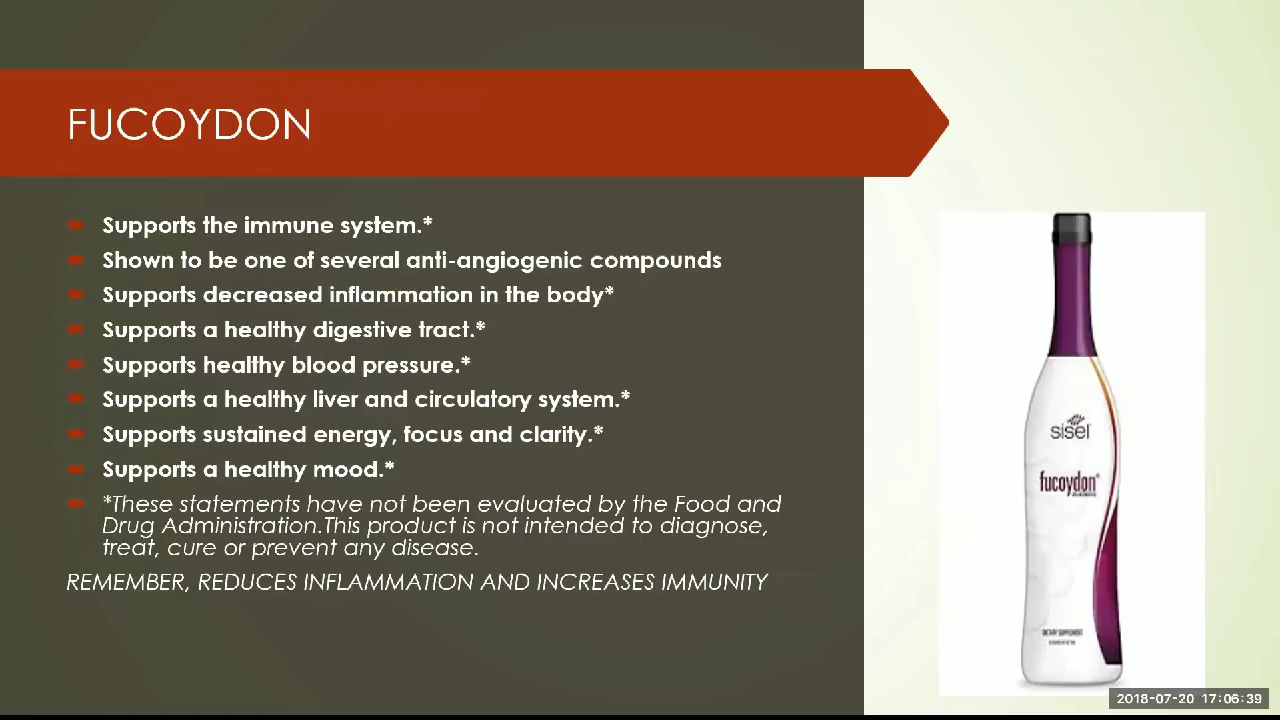 FUCOYDON
Supports the immune system.*
Shown to be one of several anti-angiogenic compounds
Supports decreased inflammation in the body*
Supports a healthy digestive tract.*
Supports healthy blood pressure.*
Supports a healthy liver and circulatory system.*
Supports sustained energy, focus and clarity.*
Supports a healthy mood.*
*These statements have not been evaluated by the Food and
Drug Administration.This product is not intended to diagnose,
treat, cure or prevent any disease.
REMEMBER, REDUCES INFLAMMATION AND INCREASES IMMUNITY
sisel
fucoydon
DIETARY SUPPLEMENT
2018-07-20 17:06:39